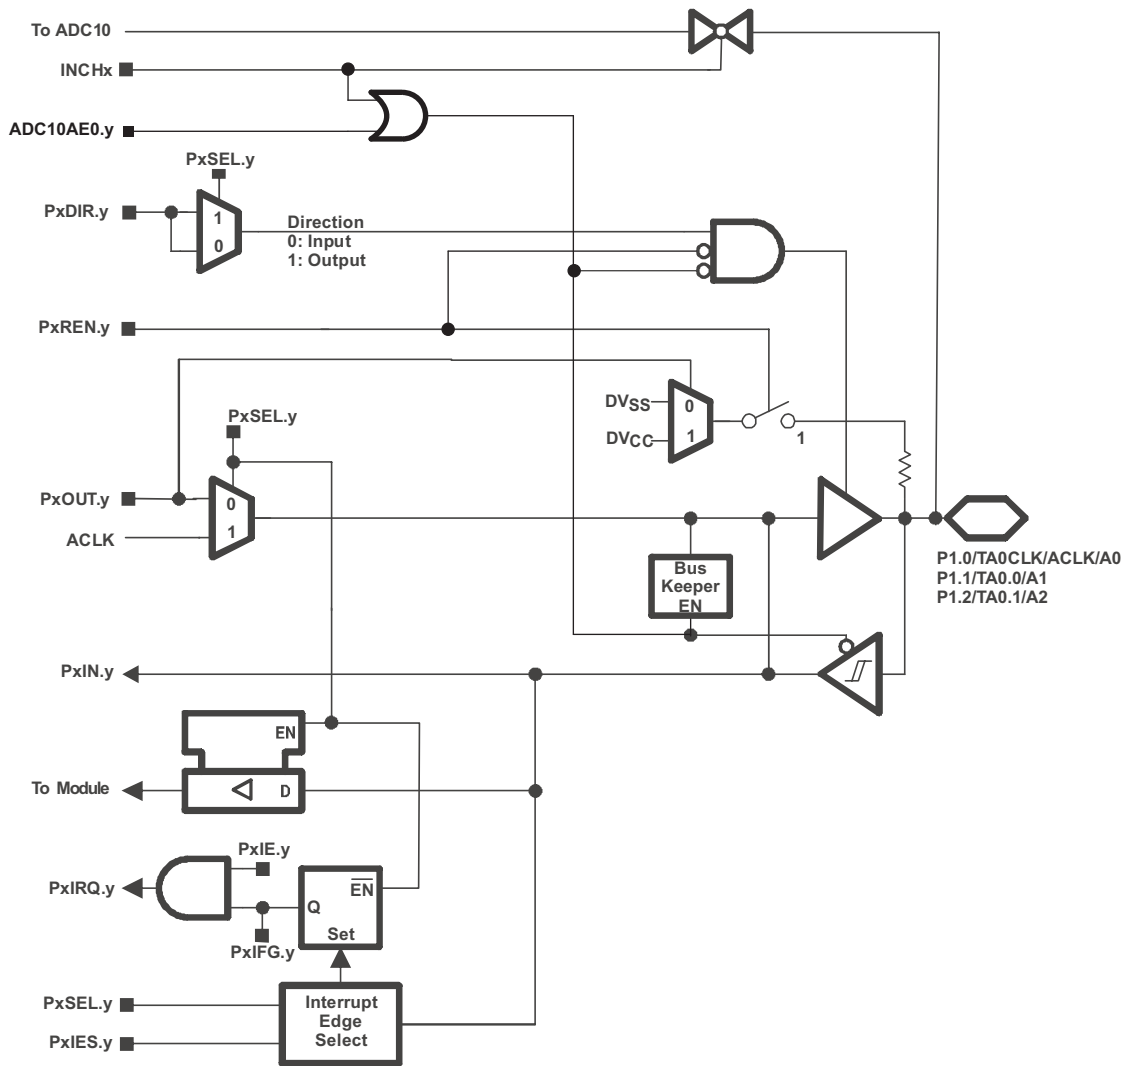 To ADC10
INCHx
ADC10AE0.y
PxSEL.y
PxDIR.y
1
0
Direction
0: Input
1: Output
PxREN.y
DVSS
0
DVCC
1
1
PxSEL.y
PxOUT.y
0
ACLK
1
Bus
Keeper
EN
P1.0/TA0CLK/ACLK/A0
P1.1/TA0.0/A1
P1.2/TA0.1/A2
PxIN.y
EN
To Module
D
PxIE.y
PxIRQ.y
EN
Q
Set
PxIFG.y
PxSEL.y
PxIES.y
Interrupt
Edge
Select